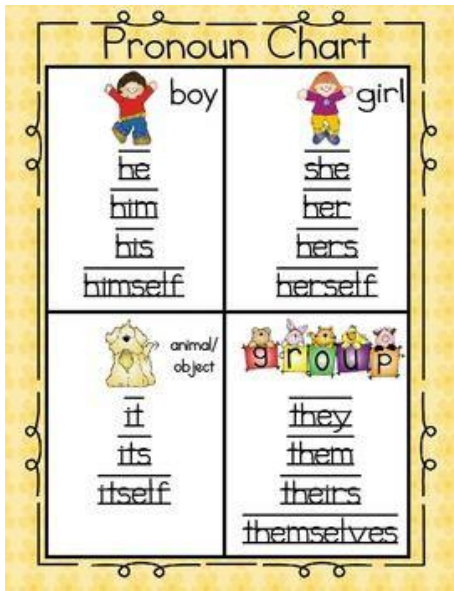 Pronoun Chart
boy
he
him
his
himself
girl
she
her
hers
herself
animal/
object
it
its
itself
group
they
them
theirs
themselves